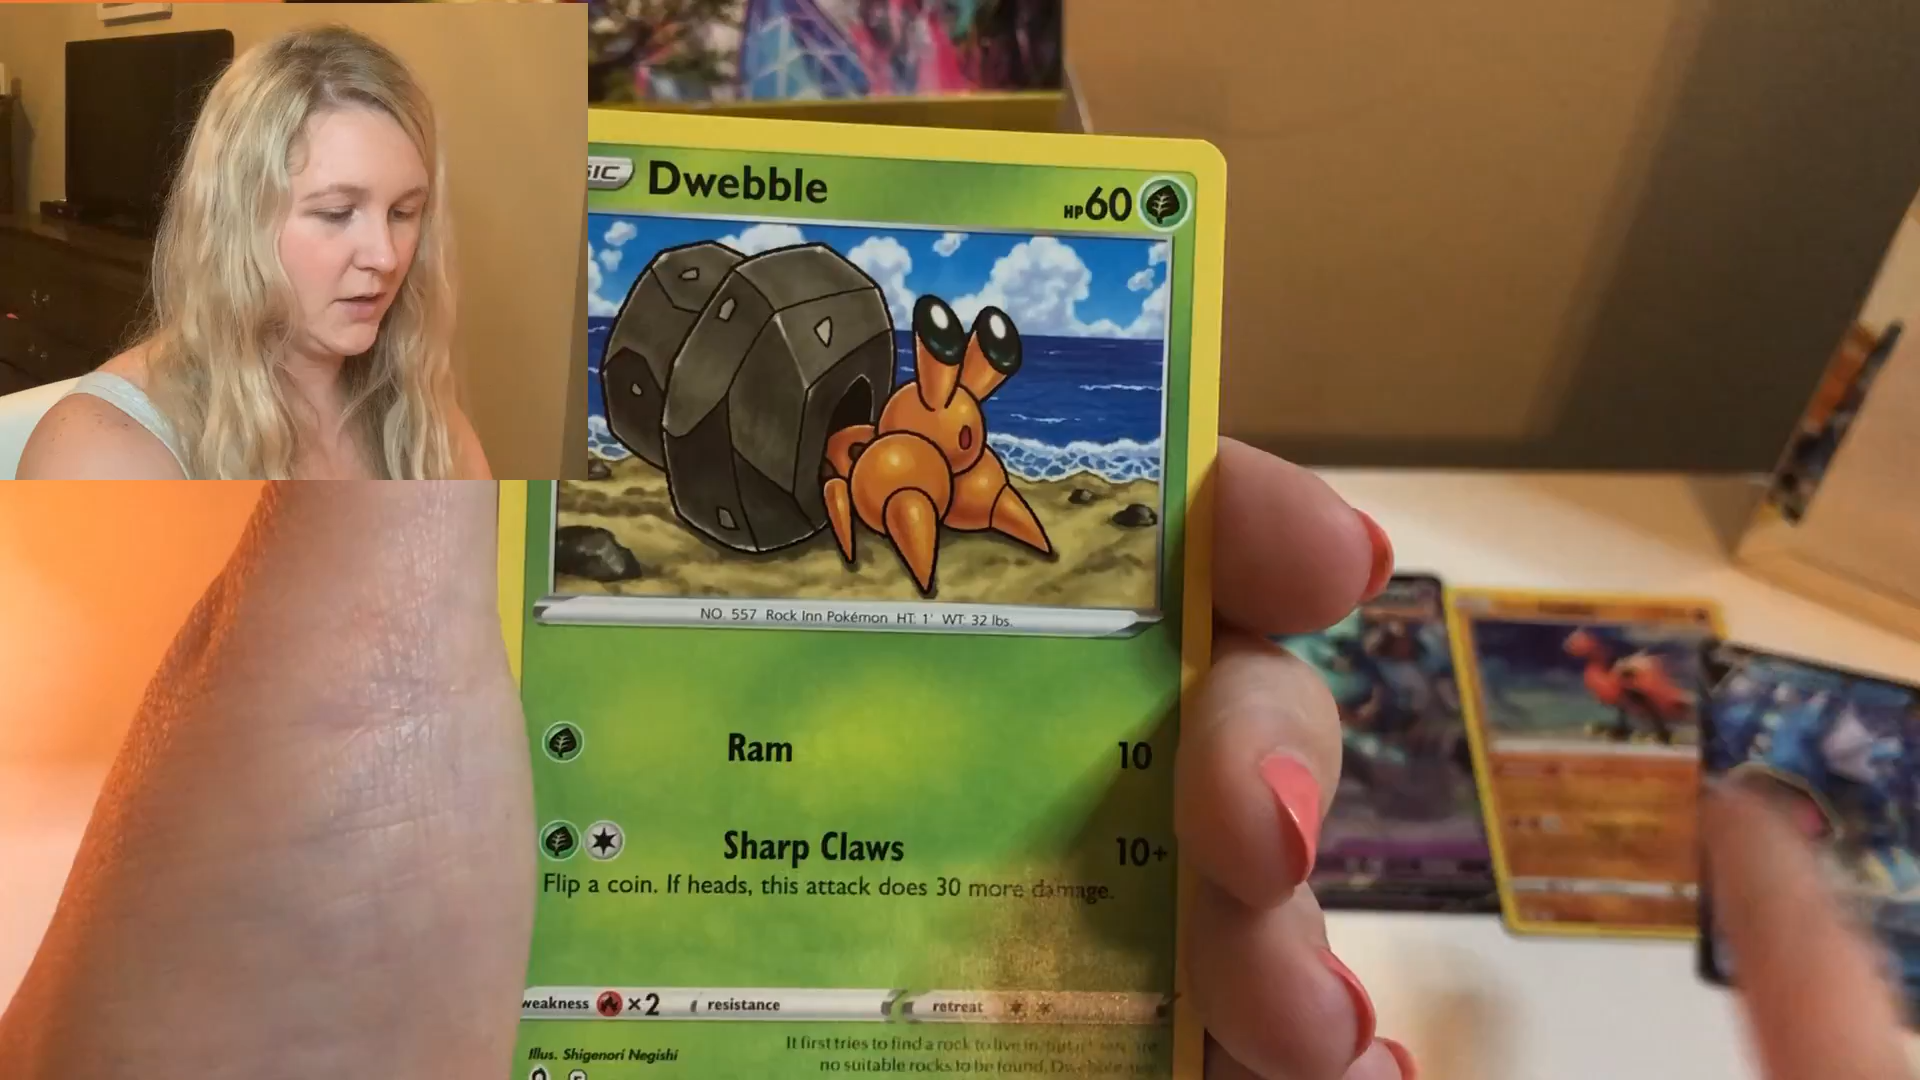 Dwebble HP60
NO. 557 Rock Inn Pokémon HT: 1' WT: 32 lbs.
Ram 10
Sharp Claws 10+
Flip a coin. If heads, this attack does 30 more damage.
weakness ×2 resistance retreat
Illus. Shigenori Negishi
It first tries to find a rock to live in,
no suitable rocks to be found, Dwebble